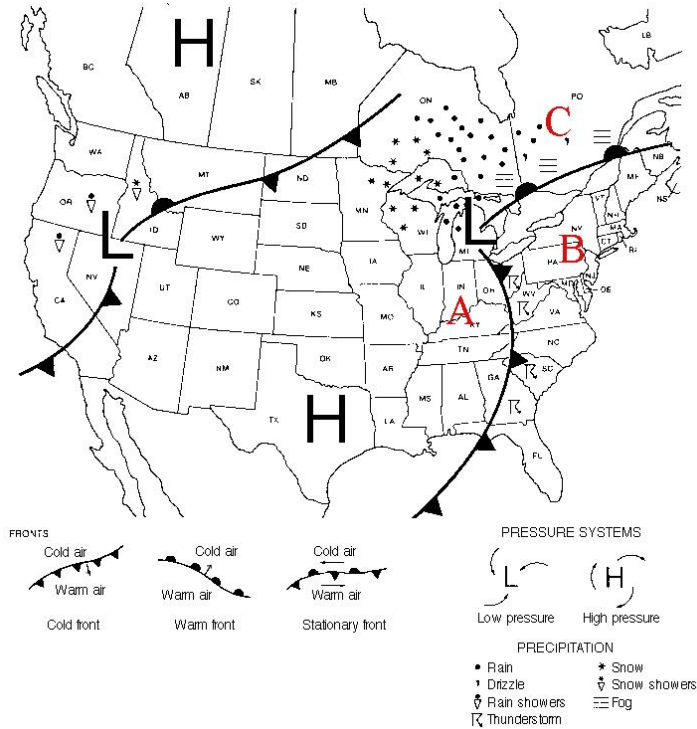 H
LB
BC
AB
SK
MB
ON
PQ
C
WA
MT
ND
MN
OR
ID
WY
SD
WI
L
L
MI
NV
ME
NB
NS
VT
NH
MA
CT
RI
B
PA
NJ
DE
MD
NV
UT
CO
NE
IA
IL
IN
OH
WV
VA
CA
KS
MO
A
KT
AZ
NM
OK
AR
TN
NC
SC
TX
H
LA
MS
AL
GA
FL
FRONTS
Cold air
Warm air
Cold front
Cold air
Warm air
Warm front
Cold air
Warm air
Stationary front
PRESSURE SYSTEMS
L
H
Low pressure
High pressure
PRECIPITATION
Rain
Snow
Drizzle
Snow showers
Rain showers
Fog
Thunderstorm